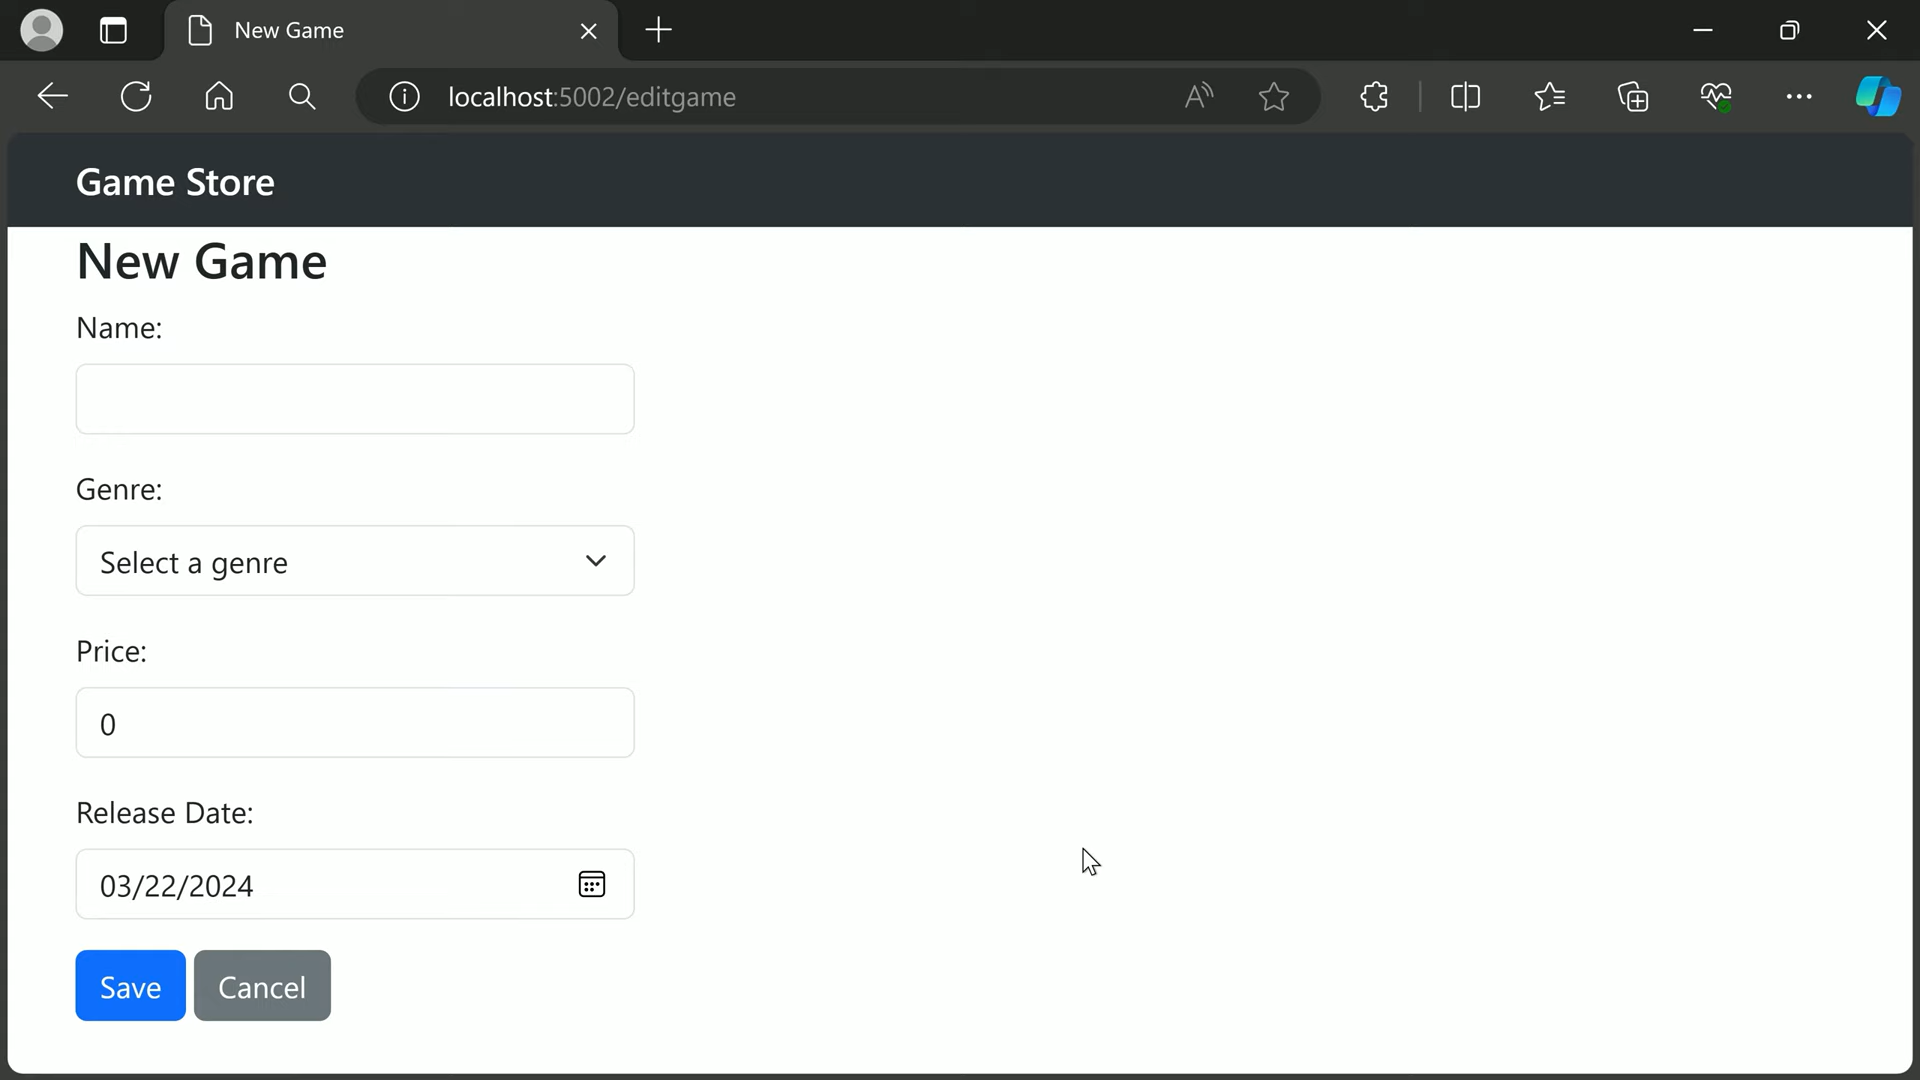 New Game
localhost:5002/editgame
Game Store
New Game
Name:
Genre:
Select a genre
Price:
0
Release Date:
03/22/2024
Save Cancel